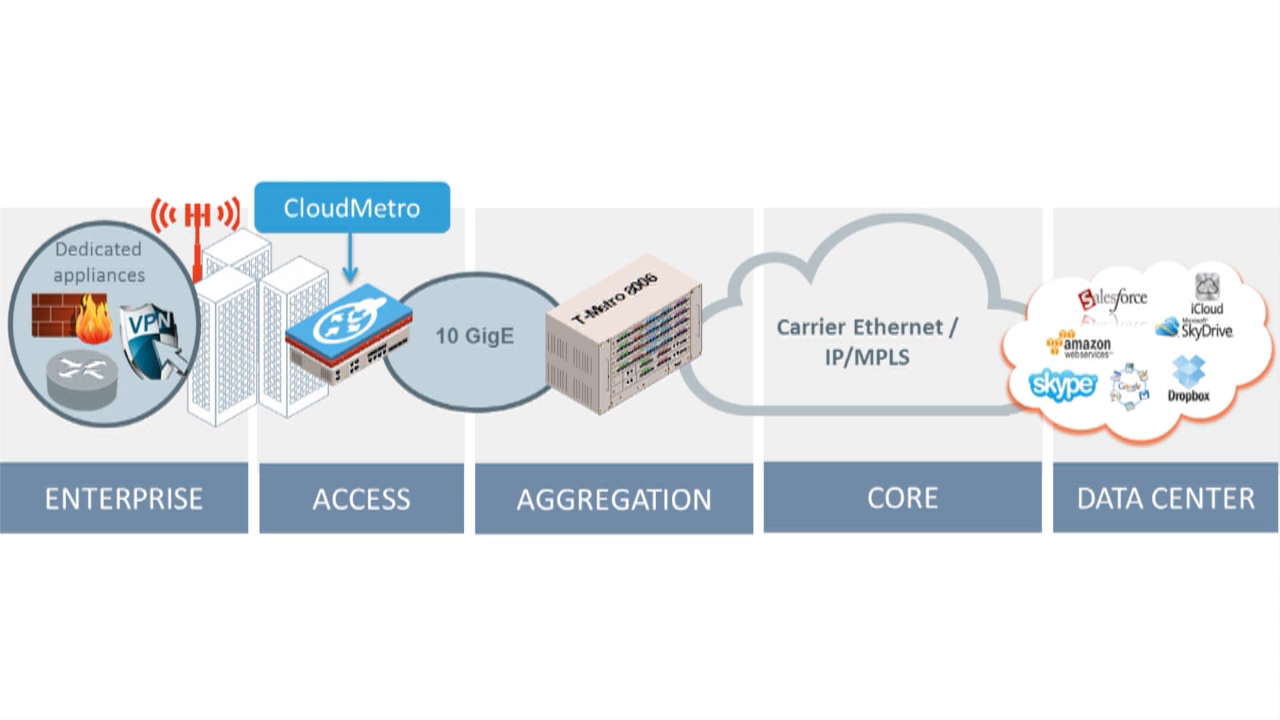 CloudMetro
Dedicated
appliances
VPN
10 GigE
T-Metro 8006
Carrier Ethernet /
IP/MPLS
Salesforce
iCloud
Microsoft
SkyDrive
amazon
webservices™
skype
Google
Dropbox
ENTERPRISE
ACCESS
AGGREGATION
CORE
DATA CENTER